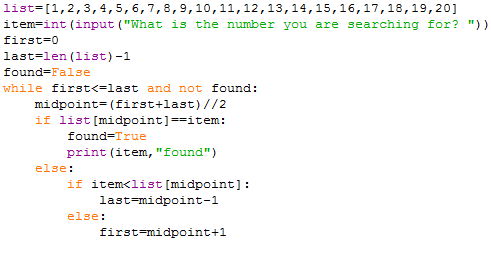 list=[1,2,3,4,5,6,7,8,9,10,11,12,13,14,15,16,17,18,19,20]
item=int(input("What is the number you are searching for? "))
first=0
last=len(list)-1
found=False
while first<=last and not found:
    midpoint=(first+last)//2
    if list[midpoint]==item:
        found=True
        print(item,"found")
    else:
        if item<list[midpoint]:
            last=midpoint-1
        else:
            first=midpoint+1